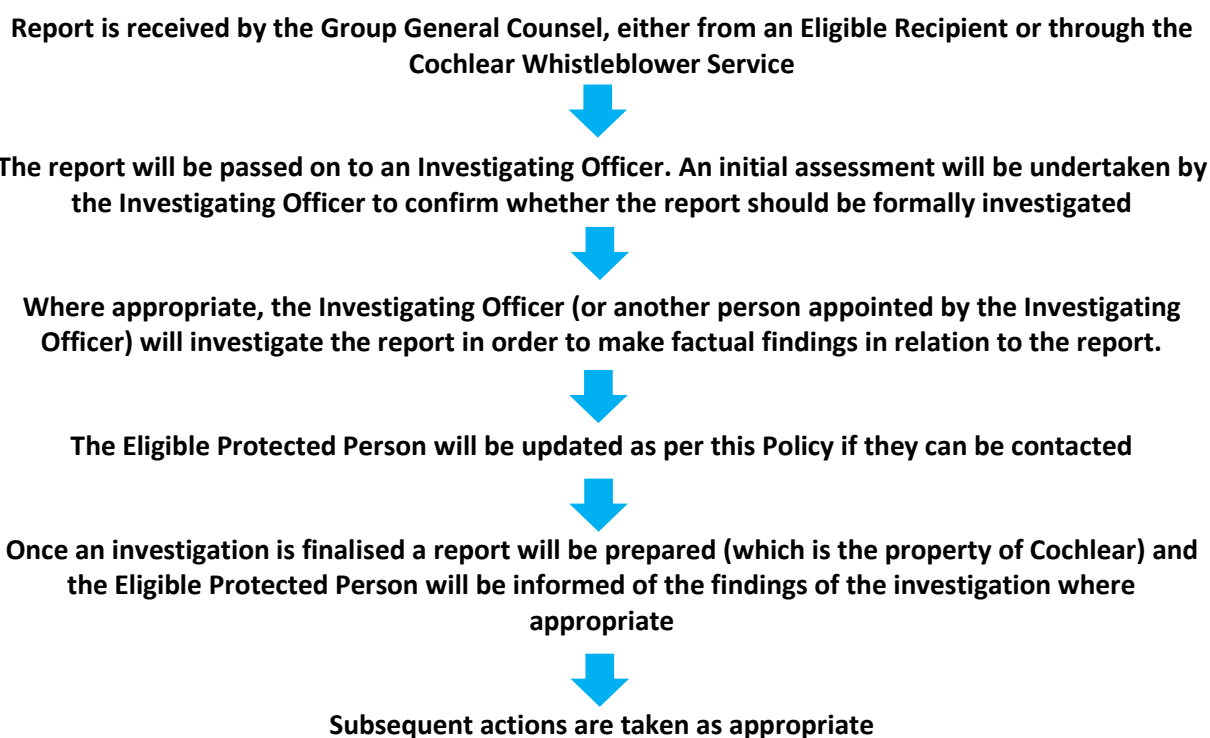 Report is received by the Group General Counsel, either from an Eligible Recipient or through the
Cochlear Whistleblower Service
The report will be passed on to an Investigating Officer. An initial assessment will be undertaken by
the Investigating Officer to confirm whether the report should be formally investigated
Where appropriate, the Investigating Officer (or another person appointed by the Investigating
Officer) will investigate the report in order to make factual findings in relation to the report.
The Eligible Protected Person will be updated as per this Policy if they can be contacted
Once an investigation is finalised a report will be prepared (which is the property of Cochlear) and
the Eligible Protected Person will be informed of the findings of the investigation where
appropriate
Subsequent actions are taken as appropriate